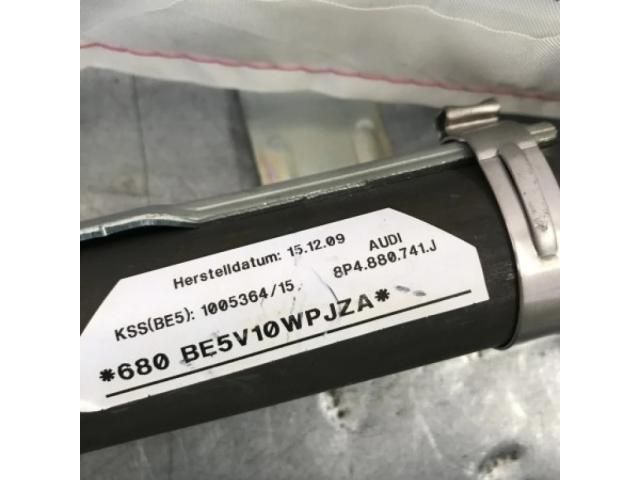 Herstelldatum: 15.12.09 AUDI
KSS(BE5): 1005364/15 8P4.880.741.J
*680 BE5V10WPJZA*